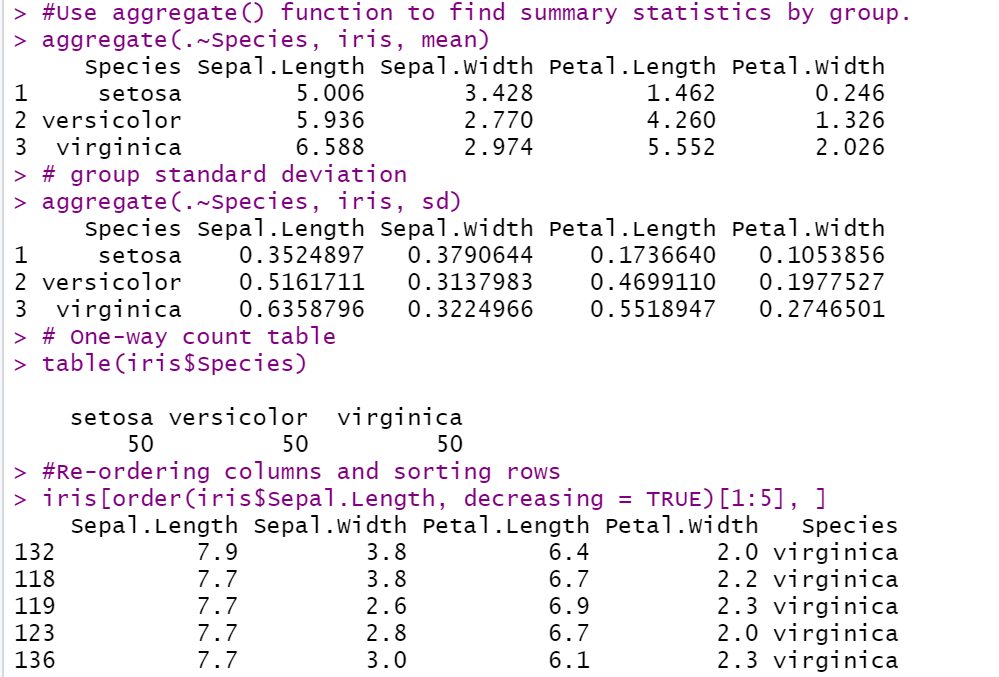 > #Use aggregate() function to find summary statistics by group.
> aggregate(.~Species, iris, mean)
     Species Sepal.Length Sepal.Width Petal.Length Petal.Width
1     setosa        5.006       3.428        1.462       0.246
2 versicolor        5.936       2.770        4.260       1.326
3  virginica        6.588       2.974        5.552       2.026
> # group standard deviation
> aggregate(.~Species, iris, sd)
     Species Sepal.Length Sepal.Width Petal.Length Petal.Width
1     setosa    0.3524897   0.3790644    0.1736640   0.1053856
2 versicolor    0.5161711   0.3137983    0.4699110   0.1977527
3  virginica    0.6358796   0.3224966    0.5518947   0.2746501
> # One-way count table
> table(iris$Species)

    setosa versicolor  virginica
        50         50         50
> #Re-ordering columns and sorting rows
> iris[order(iris$Sepal.Length, decreasing = TRUE)[1:5], ]
    Sepal.Length Sepal.Width Petal.Length Petal.Width   Species
132          7.9         3.8          6.4         2.0 virginica
118          7.7         3.8          6.7         2.2 virginica
119          7.7         2.6          6.9         2.3 virginica
123          7.7         2.8          6.7         2.0 virginica
136          7.7         3.0          6.1         2.3 virginica